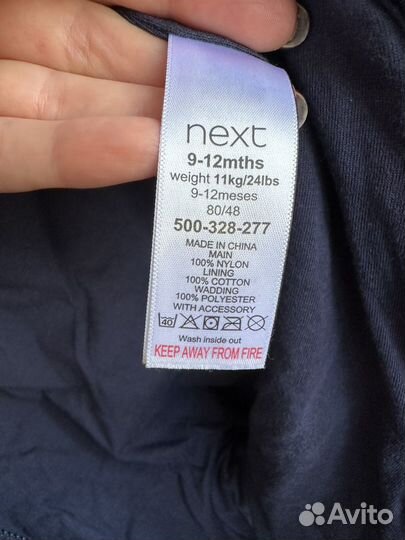 next
9-12mths
weight 11kg/24lbs
9-12meses
80/48
500-328-277
MADE IN CHINA
MAIN
100% NYLON
LINING
100% COTTON
WADDING
100% POLYESTER
WITH ACCESSORY
40
Wash inside out
KEEP AWAY FROM FIRE
Avito